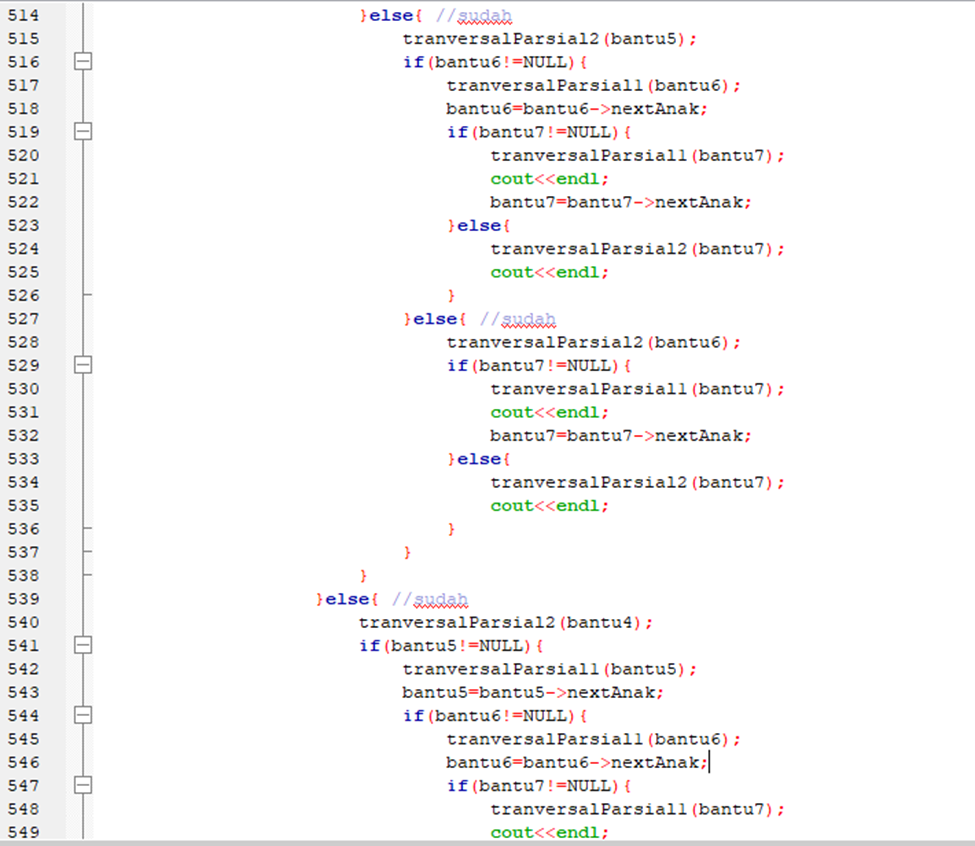 514 }else{ //sudah
515 tranversalParsial2(bantu5);
516 if(bantu6!=NULL){
517 tranversalParsial1(bantu6);
518 bantu6=bantu6->nextAnak;
519 if(bantu7!=NULL){
520 tranversalParsial1(bantu7);
521 cout<<endl;
522 bantu7=bantu7->nextAnak;
523 }else{
524 tranversalParsial2(bantu7);
525 cout<<endl;
526 }
527 }else{ //sudah
528 tranversalParsial2(bantu6);
529 if(bantu7!=NULL){
530 tranversalParsial1(bantu7);
531 cout<<endl;
532 bantu7=bantu7->nextAnak;
533 }else{
534 tranversalParsial2(bantu7);
535 cout<<endl;
536 }
537 }
538 }
539 }else{ //sudah
540 tranversalParsial2(bantu4);
541 if(bantu5!=NULL){
542 tranversalParsial1(bantu5);
543 bantu5=bantu5->nextAnak;
544 if(bantu6!=NULL){
545 tranversalParsial1(bantu6);
546 bantu6=bantu6->nextAnak;
547 if(bantu7!=NULL){
548 tranversalParsial1(bantu7);
549 cout<<endl;